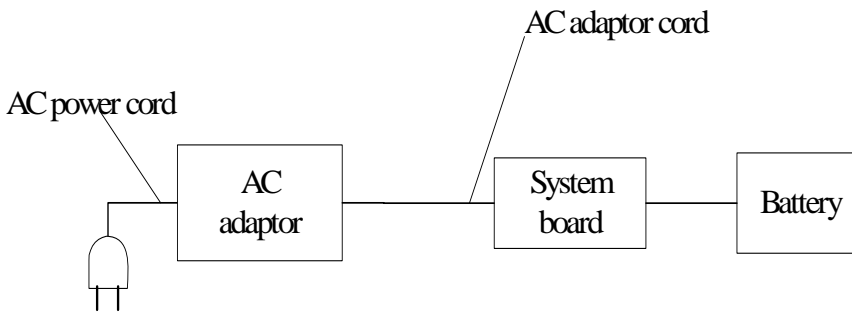 AC adaptor cord
AC power cord
AC
adaptor
System
board
Battery